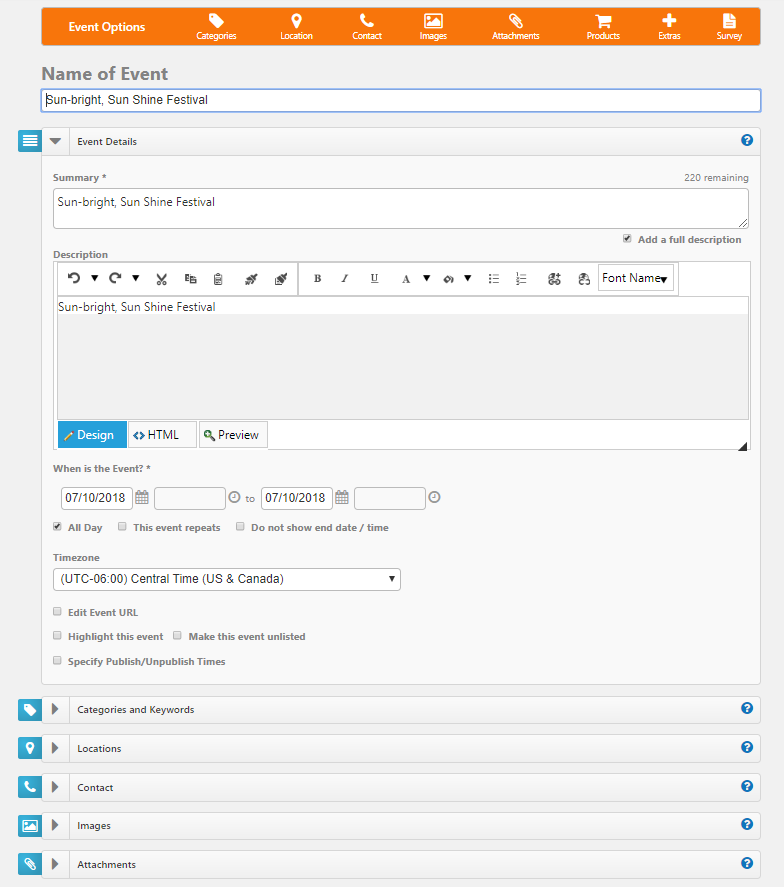 Event Options
Categories Location Contact Images Attachments Products Extras Survey
Name of Event
Sun-bright, Sun Shine Festival
Event Details
Summary * 220 remaining
Sun-bright, Sun Shine Festival
Add a full description
Description
B I U A Font Name
Sun-bright, Sun Shine Festival
Design HTML Preview
When is the Event? *
07/10/2018 to 07/10/2018
All Day This event repeats Do not show end date / time
Timezone
(UTC-06:00) Central Time (US & Canada)
Edit Event URL
Highlight this event Make this event unlisted
Specify Publish/Unpublish Times
Categories and Keywords
Locations
Contact
Images
Attachments